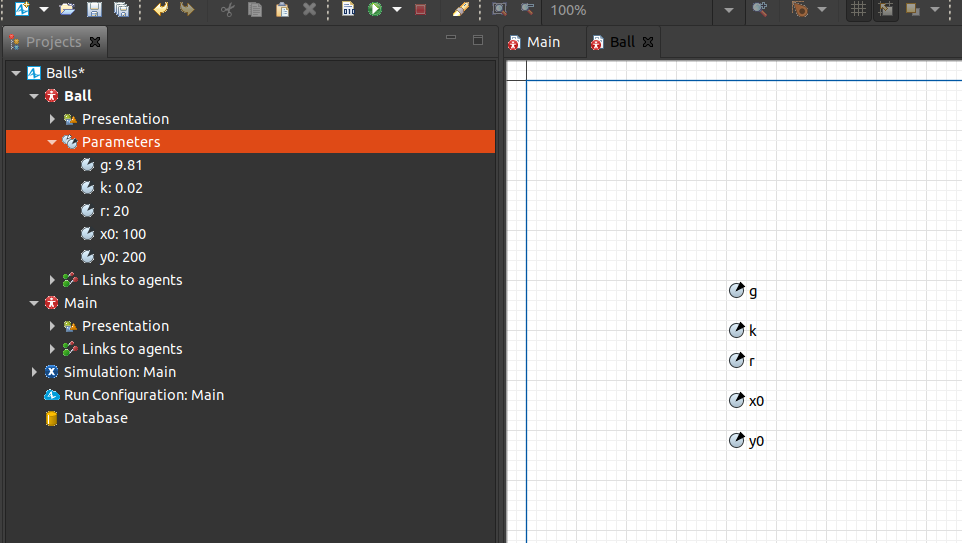 100%
Projects
Main
Ball
Balls*
Ball
Presentation
Parameters
g: 9.81
k: 0.02
r: 20
x0: 100
y0: 200
Links to agents
Main
Presentation
Links to agents
Simulation: Main
Run Configuration: Main
Database
g
k
r
x0
y0